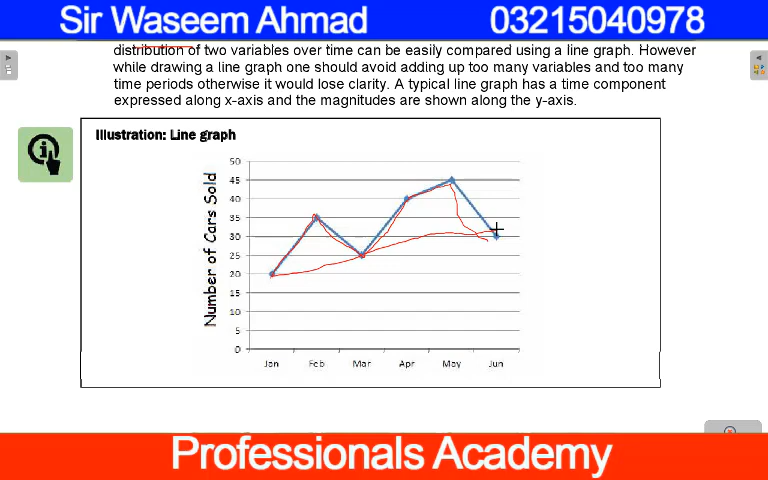 Sir Waseem Ahmad 03215040978
distribution of two variables over time can be easily compared using a line graph. However
while drawing a line graph one should avoid adding up too many variables and too many
time periods otherwise it would lose clarity. A typical line graph has a time component
expressed along x-axis and the magnitudes are shown along the y-axis.
Illustration: Line graph
Number of Cars Sold
50
45
40
35
30
25
20
15
10
5
0
Jan Feb Mar Apr May Jun
Professionals Academy